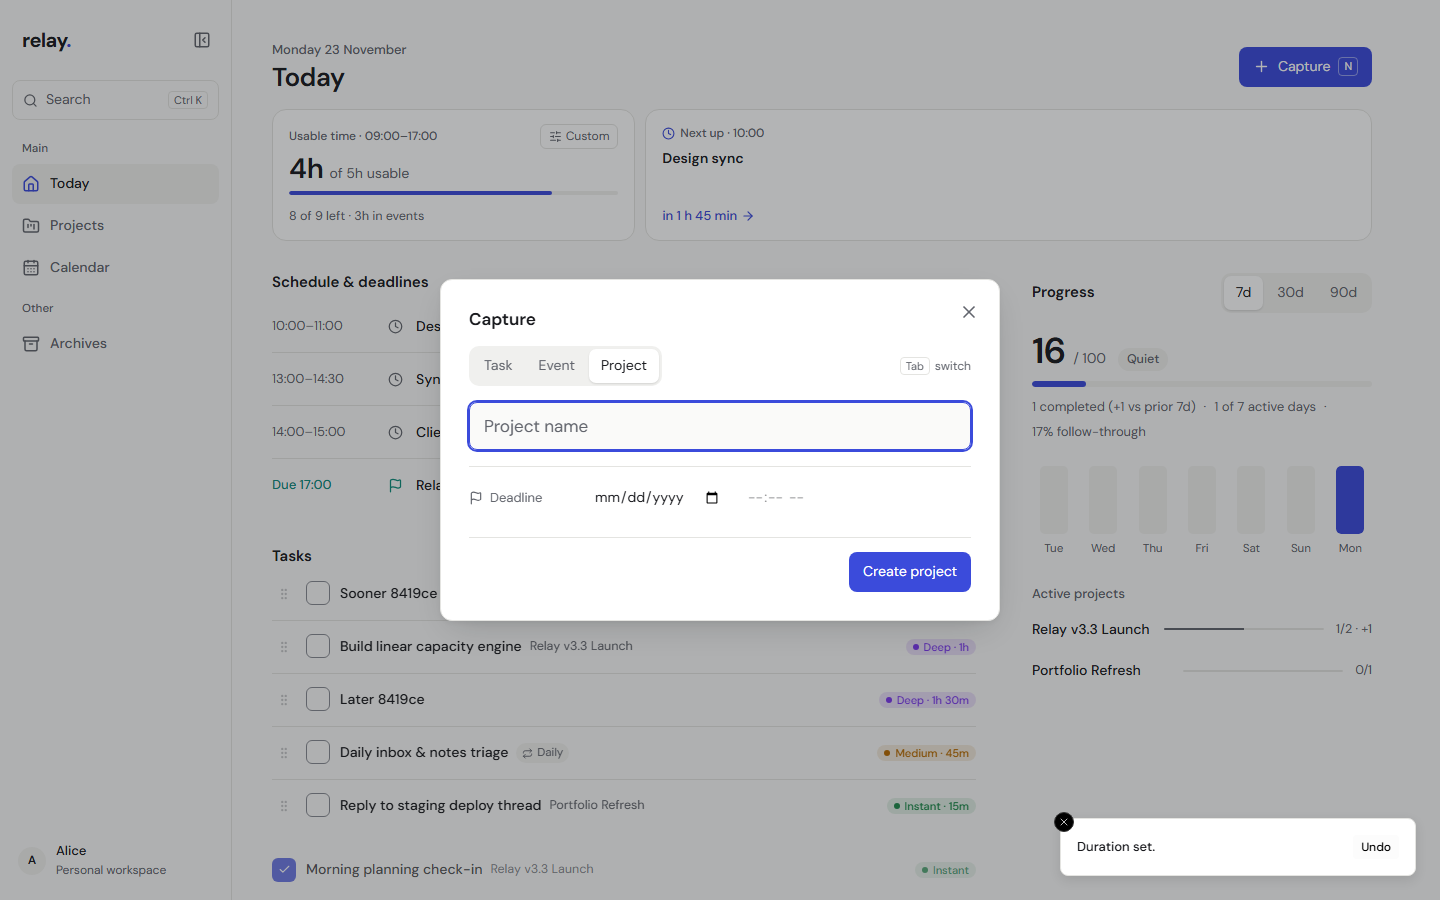 relay.
Search
Ctrl K
Main
Today
Projects
Calendar
Other
Archives
A
Alice
Personal workspace
Monday 23 November
Today
Capture
N
Usable time · 09:00–17:00
Custom
4h of 5h usable
8 of 9 left · 3h in events
Next up · 10:00
Design sync
in 1 h 45 min →
Schedule & deadlines
10:00–11:00
Des
13:00–14:30
Syn
14:00–15:00
Clie
Due 17:00
Rela
Tasks
Sooner 8419ce
Build linear capacity engine Relay v3.3 Launch
Deep · 1h
Later 8419ce
Deep · 1h 30m
Daily inbox & notes triage Daily
Medium · 45m
Reply to staging deploy thread Portfolio Refresh
Instant · 15m
Morning planning check-in Relay v3.3 Launch
Instant
Capture
Task
Event
Project
Tab switch
Project name
Deadline
mm/dd/yyyy
--:-- --
Create project
Progress
7d
30d
90d
16 / 100
Quiet
1 completed (+1 vs prior 7d) · 1 of 7 active days ·
17% follow-through
Tue Wed Thu Fri Sat Sun Mon
Active projects
Relay v3.3 Launch
1/2 · +1
Portfolio Refresh
0/1
Duration set.
Undo